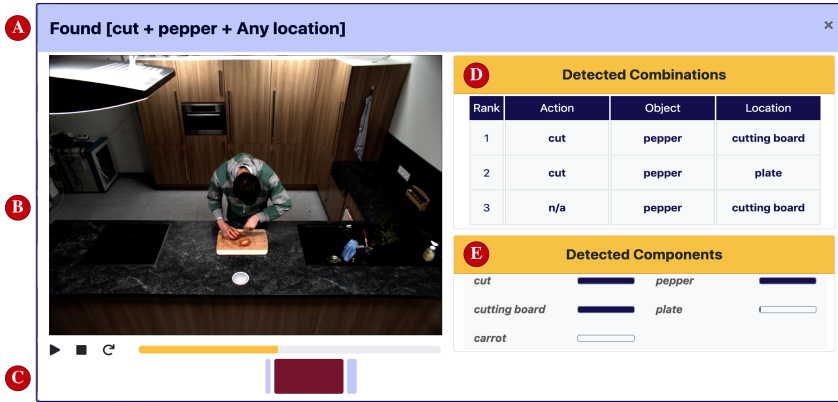 A
Found [cut + pepper + Any location]
×
D
Detected Combinations
Rank Action Object Location
1 cut pepper cutting board
2 cut pepper plate
3 n/a pepper cutting board
B
E
Detected Components
cut pepper
cutting board plate
carrot
C